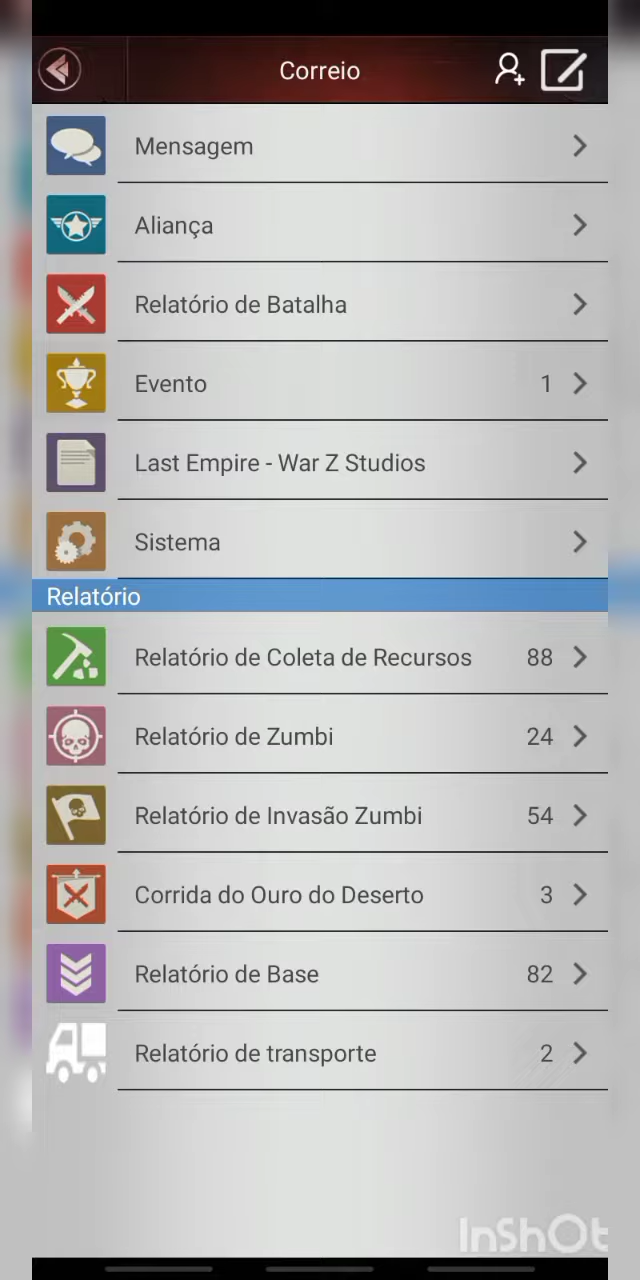 Correio
Mensagem
Aliança
Relatório de Batalha
Evento 1
Last Empire - War Z Studios
Sistema
Relatório
Relatório de Coleta de Recursos 88
Relatório de Zumbi 24
Relatório de Invasão Zumbi 54
Corrida do Ouro do Deserto 3
Relatório de Base 82
Relatório de transporte 2
InShOt